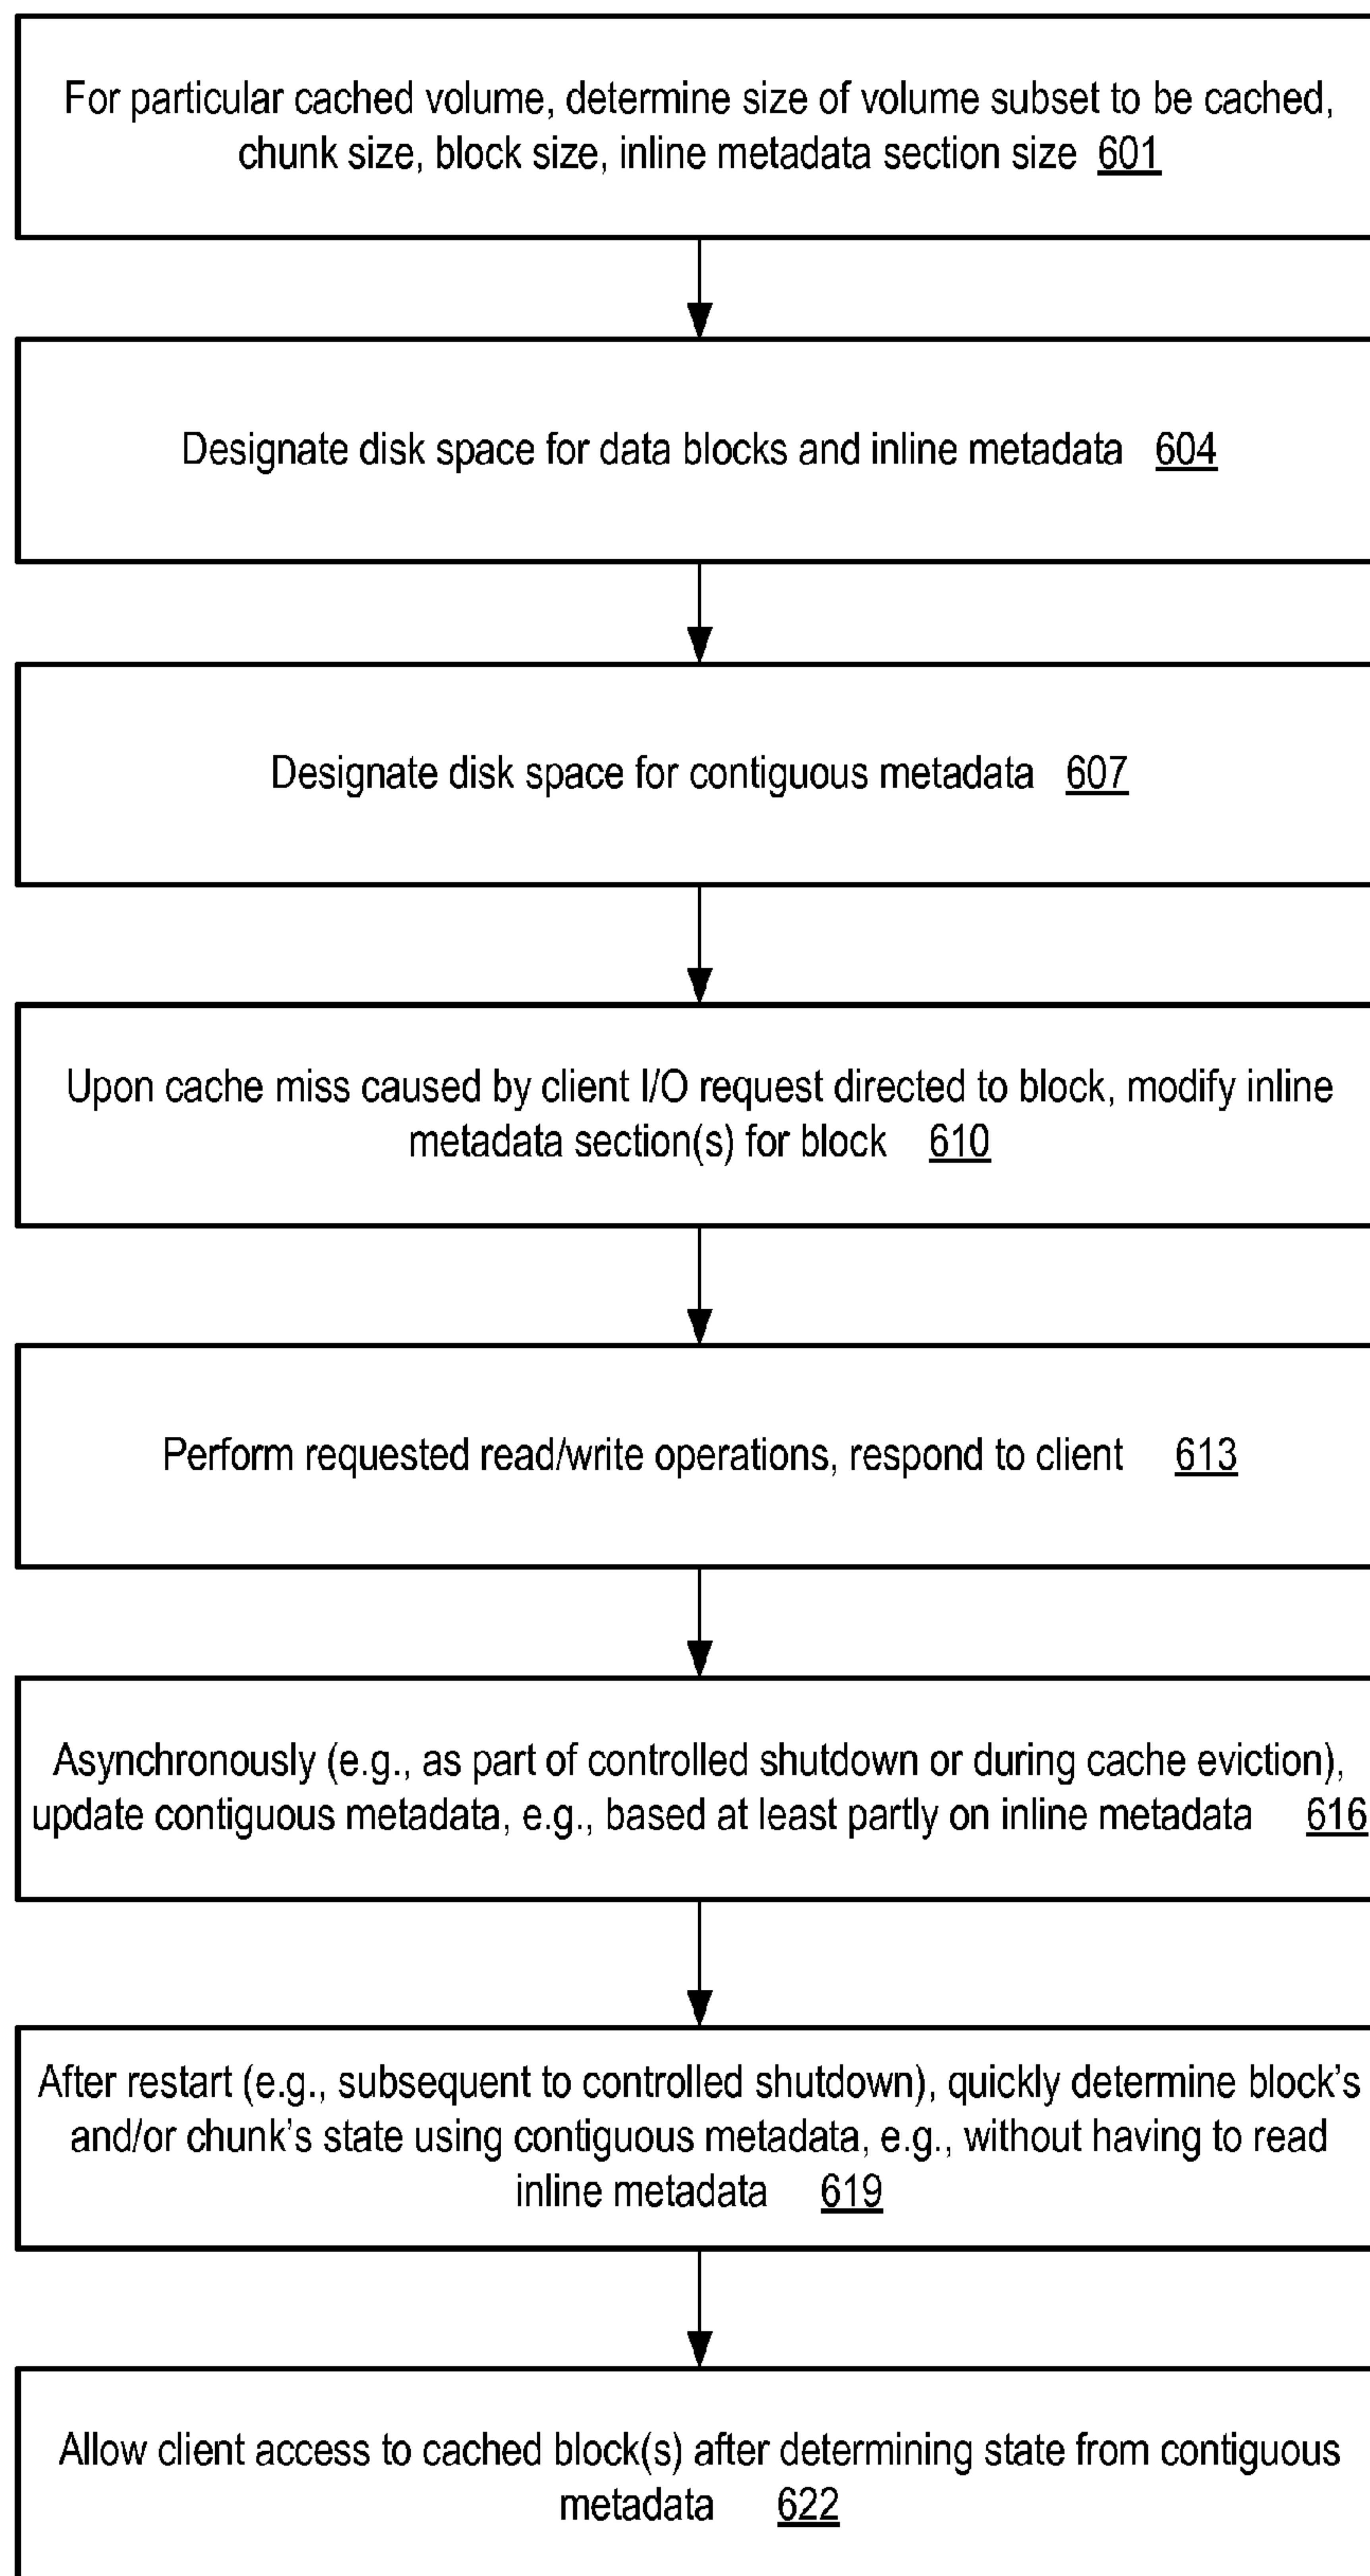 For particular cached volume, determine size of volume subset to be cached,
chunk size, block size, inline metadata section size 601
Designate disk space for data blocks and inline metadata 604
Designate disk space for contiguous metadata 607
Upon cache miss caused by client I/O request directed to block, modify inline
metadata section(s) for block 610
Perform requested read/write operations, respond to client 613
Asynchronously (e.g., as part of controlled shutdown or during cache eviction),
update contiguous metadata, e.g., based at least partly on inline metadata 616
After restart (e.g., subsequent to controlled shutdown), quickly determine block’s
and/or chunk’s state using contiguous metadata, e.g., without having to read
inline metadata 619
Allow client access to cached block(s) after determining state from contiguous
metadata 622